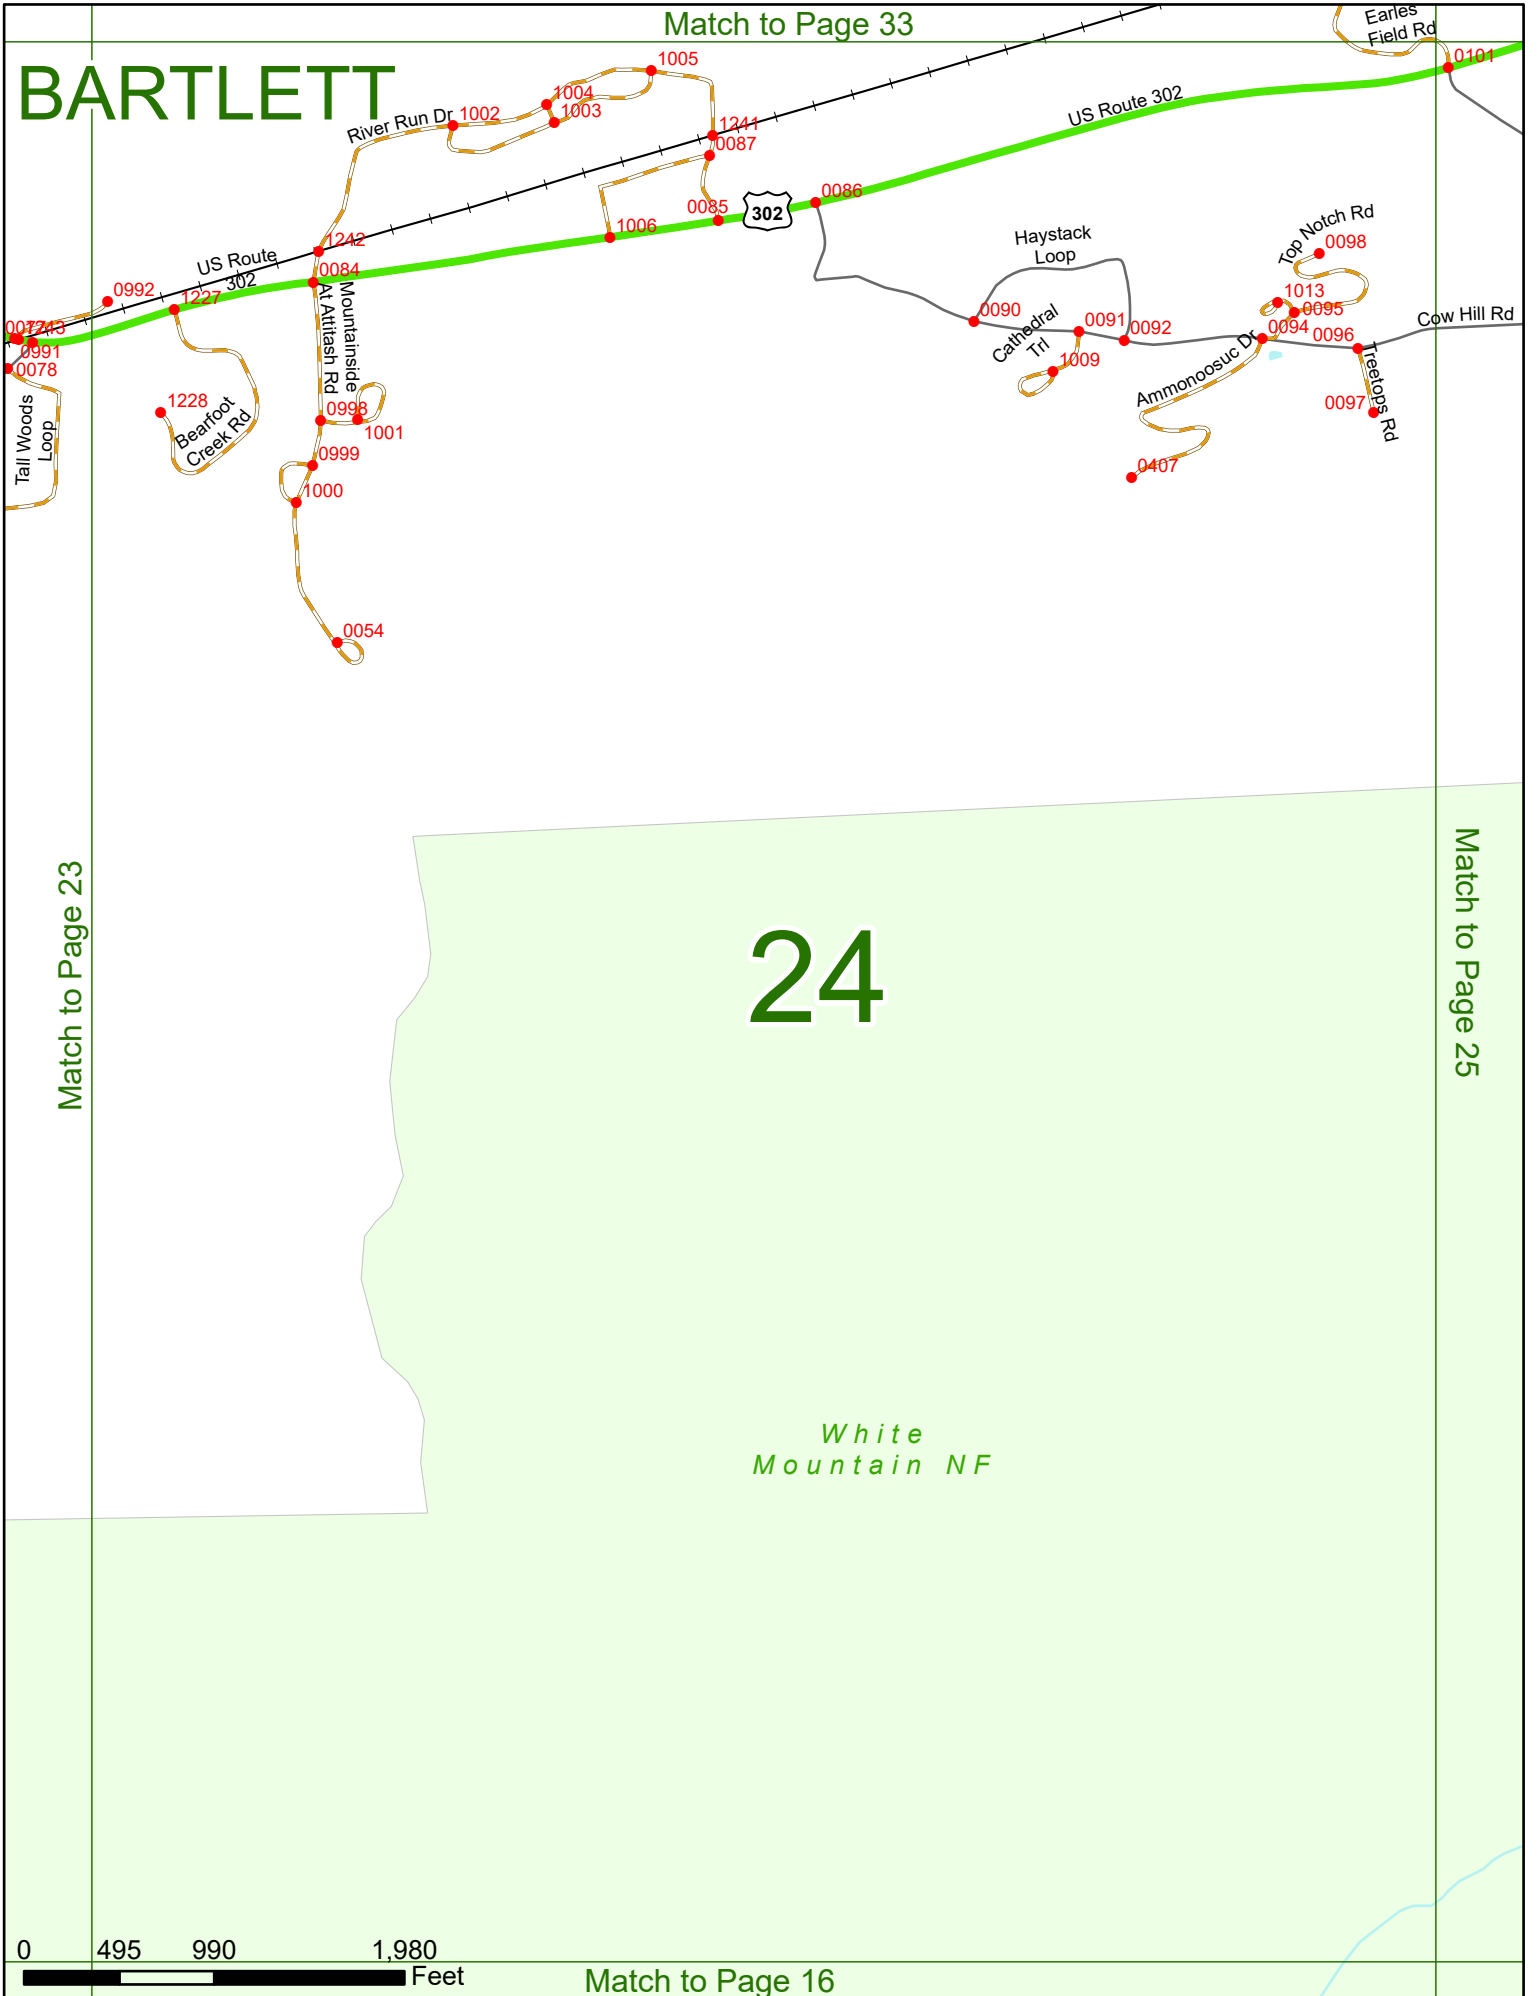 Match to Page 33
BARTLETT
Earles
Field Rd
0101
1005
1004
1003
1002
River Run Dr
US Route 302
1241
0087
0086
0085
302
1006
1242
US Route
302
0084
Mountainside
At Attitash Rd
0992
1227
1243
0991
0078
Tall Woods
Loop
1228
Bearfoot
Creek Rd
0998
1001
0999
1000
0054
Haystack
Loop
0090
Cathedral
Trl
0091
0092
1009
Top Notch Rd
0098
1013
0095
0094
0096
Cow Hill Rd
Ammonoosuc Dr
Treetops Rd
0097
0407
Match to Page 23
24
Match to Page 25
White
Mountain NF
0 495 990 1,980
Feet
Match to Page 16